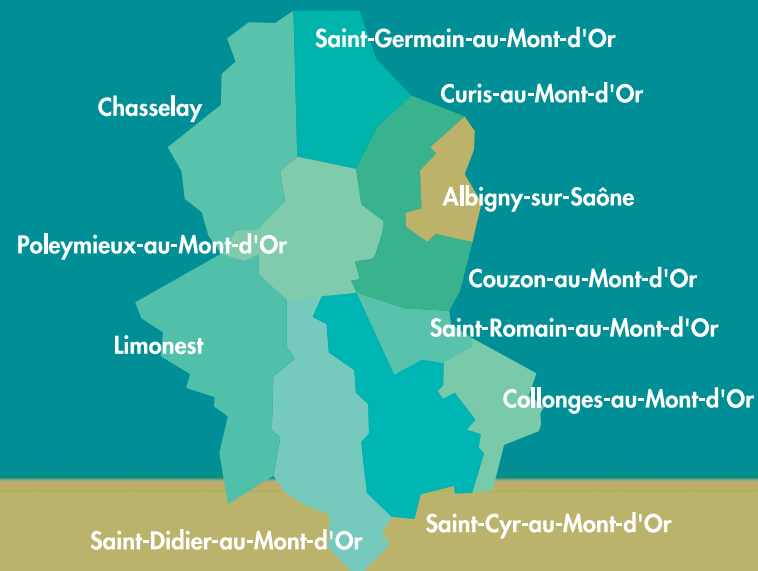 Saint-Germain-au-Mont-d'Or
Curis-au-Mont-d'Or
Chasselay
Albigny-sur-Saône
Poleymieux-au-Mont-d'Or
Couzon-au-Mont-d'Or
Saint-Romain-au-Mont-d'Or
Limonest
Collonges-au-Mont-d'Or
Saint-Cyr-au-Mont-d'Or
Saint-Didier-au-Mont-d'Or